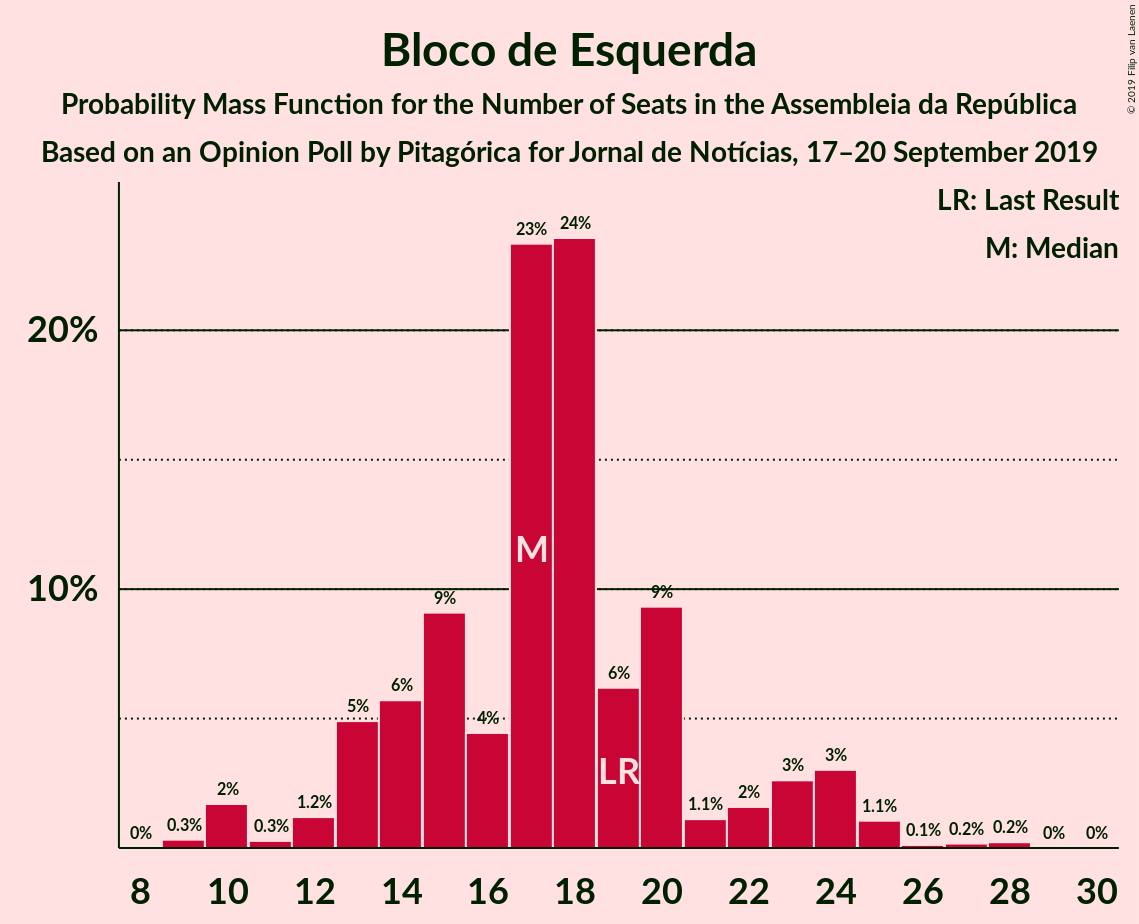 © 2019 Filip van Laenen
Bloco de Esquerda
Probability Mass Function for the Number of Seats in the Assembleia da República
Based on an Opinion Poll by Pitagórica for Jornal de Notícias, 17–20 September 2019
LR: Last Result
M: Median
20%
10%
0%
0.3%
2%
0.3%
1.2%
5%
6%
9%
4%
23%
24%
6%
9%
1.1%
2%
3%
3%
1.1%
0.1%
0.2%
0.2%
0%
0%
M
LR
8 10 12 14 16 18 20 22 24 26 28 30